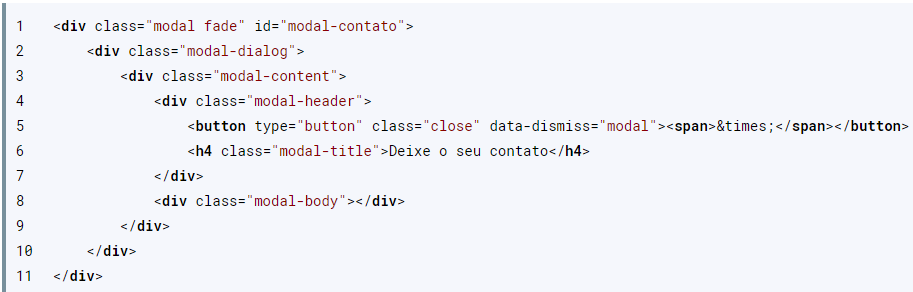 1 <div class="modal fade" id="modal-contato">
2 <div class="modal-dialog">
3 <div class="modal-content">
4 <div class="modal-header">
5 <button type="button" class="close" data-dismiss="modal"><span>&times;</span></button>
6 <h4 class="modal-title">Deixe o seu contato</h4>
7 </div>
8 <div class="modal-body"></div>
9 </div>
10 </div>
11 </div>